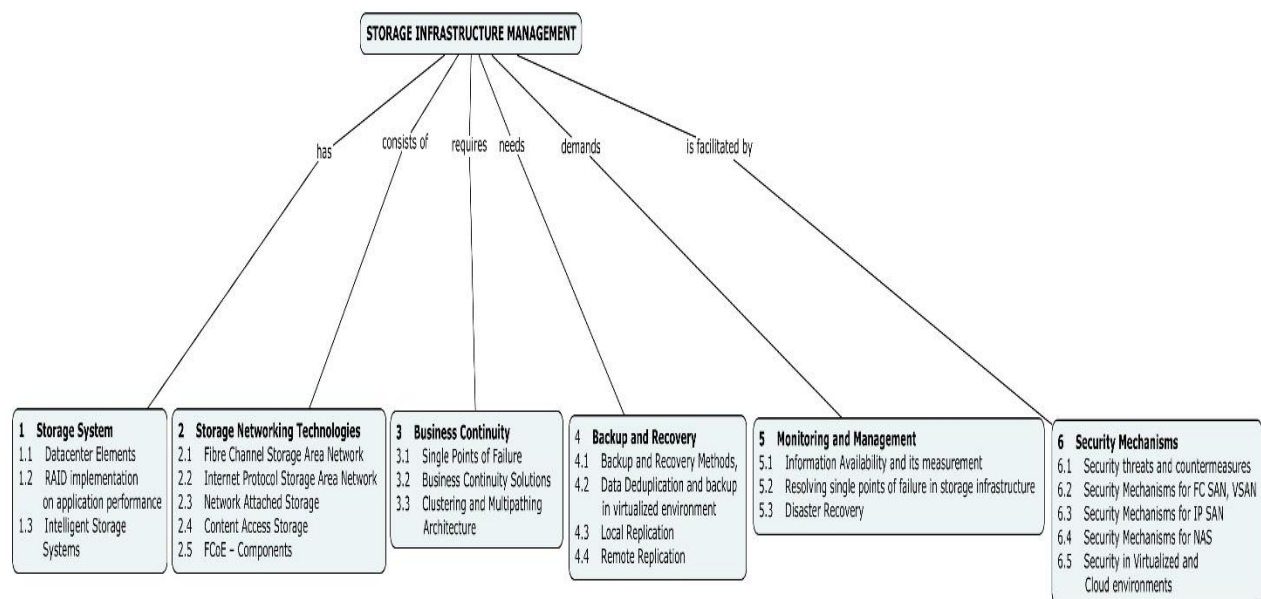 STORAGE INFRASTRUCTURE MANAGEMENT
has
consists of
requires
needs
demands
is facilitated by
1 Storage System
1.1 Datacenter Elements
1.2 RAID implementation
on application performance
1.3 Intelligent Storage
Systems
2 Storage Networking Technologies
2.1 Fibre Channel Storage Area Network
2.2 Internet Protocol Storage Area Network
2.3 Network Attached Storage
2.4 Content Access Storage
2.5 FCoE – Components
3 Business Continuity
3.1 Single Points of Failure
3.2 Business Continuity Solutions
3.3 Clustering and Multipathing
Architecture
4 Backup and Recovery
4.1 Backup and Recovery Methods,
4.2 Data Deduplication and backup
in virtualized environment
4.3 Local Replication
4.4 Remote Replication
5 Monitoring and Management
5.1 Information Availability and its measurement
5.2 Resolving single points of failure in storage infrastructure
5.3 Disaster Recovery
6 Security Mechanisms
6.1 Security threats and countermeasures
6.2 Security Mechanisms for FC SAN, VSAN
6.3 Security Mechanisms for IP SAN
6.4 Security Mechanisms for NAS
6.5 Security in Virtualized and
Cloud environments